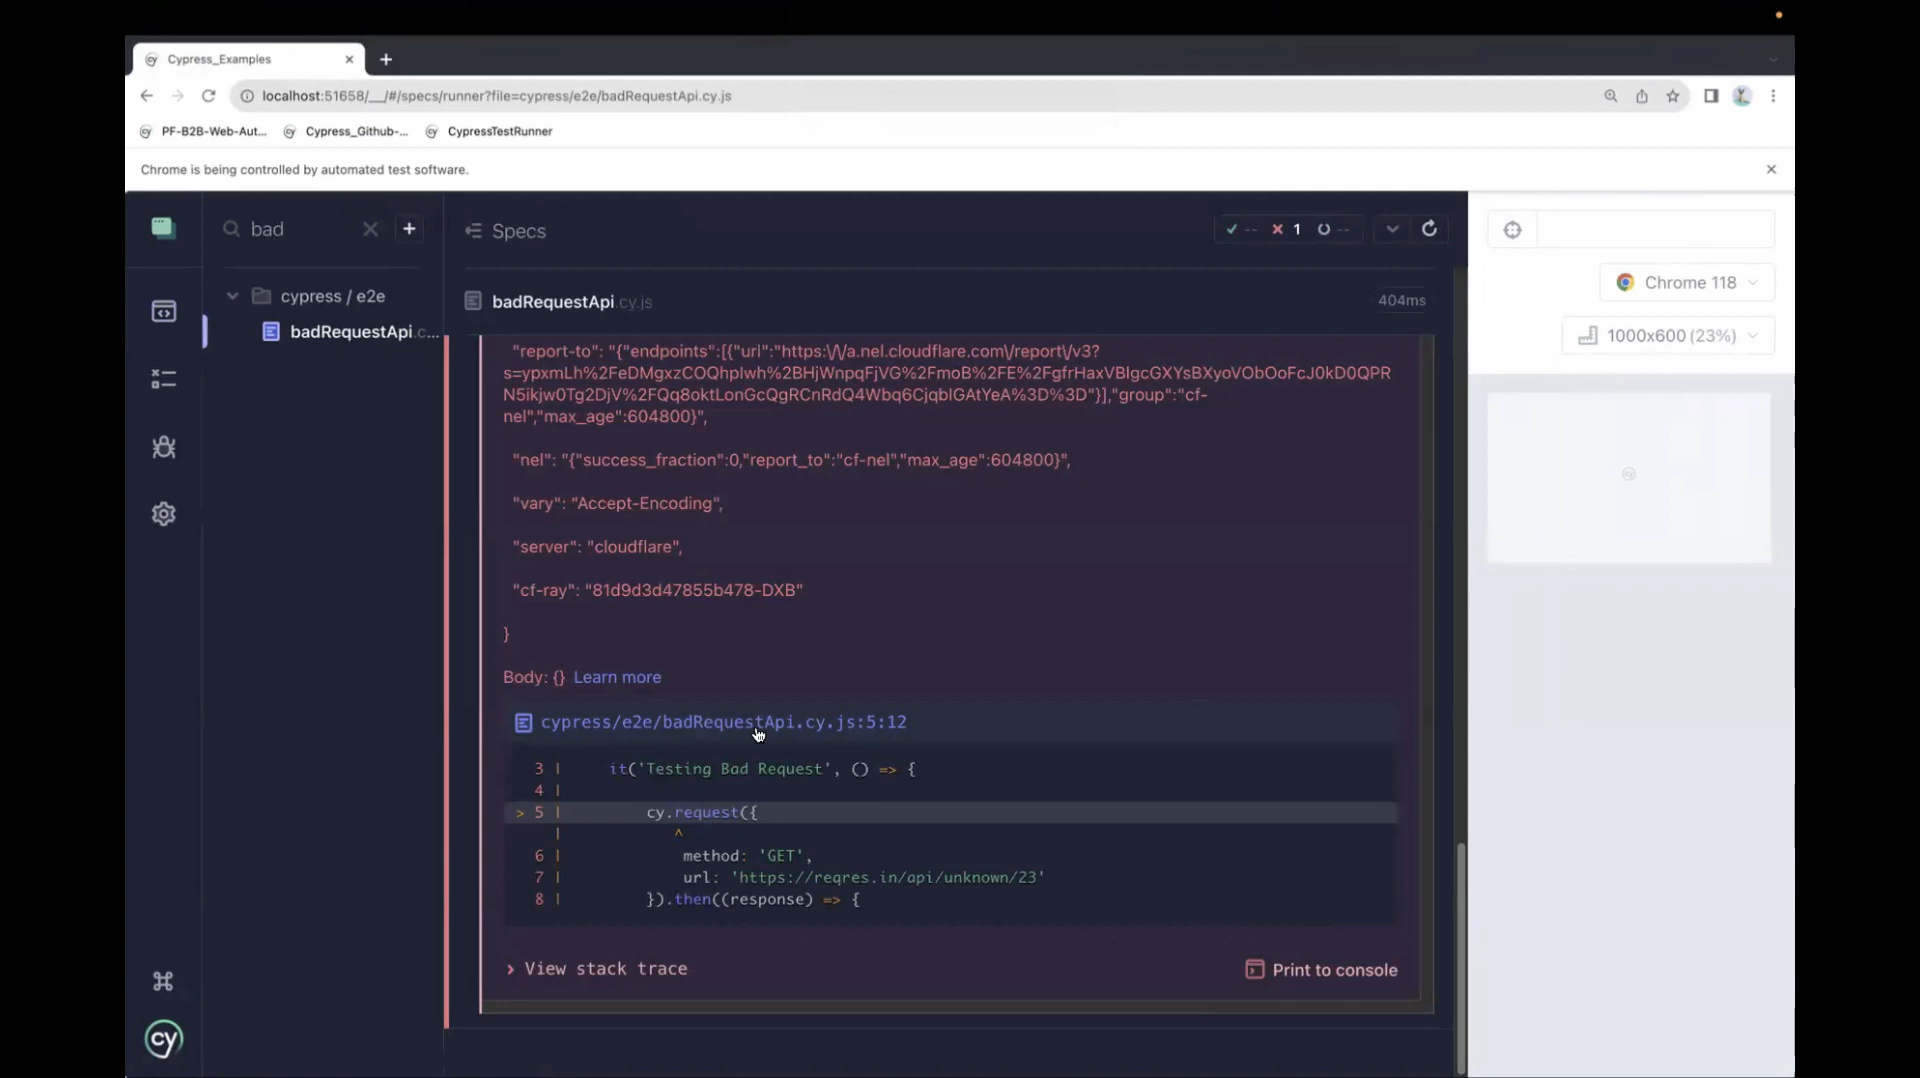 Cypress_Examples
localhost:51658/__/#/specs/runner?file=cypress/e2e/badRequestApi.cy.js
PF-B2B-Web-Aut... Cypress_Github-... CypressTestRunner
Chrome is being controlled by automated test software.
bad
Specs
-- 1 --
cypress / e2e
badRequestApi.c...
badRequestApi.cy.js
404ms
Chrome 118
1000x600 (23%)
"report-to": "{"endpoints":[{"url":"https:\/\/a.nel.cloudflare.com\/report\/v3?
s=ypxmLh%2FeDMgxzCOQhpIwh%2BHjWnpqFjVG%2FmoB%2FE%2FgfrHaxVBIgcGXYsBXyoVObOoFcJ0kD0QPR
N5ikjw0Tg2DjV%2FQq8oktLonGcQgRCnRdQ4Wbq6CjqbIGAtYeA%3D%3D"}],"group":"cf-
nel","max_age":604800}",
"nel": "{"success_fraction":0,"report_to":"cf-nel","max_age":604800}",
"vary": "Accept-Encoding",
"server": "cloudflare",
"cf-ray": "81d9d3d47855b478-DXB"
}
Body: {} Learn more
cypress/e2e/badRequestApi.cy.js:5:12
3 | it('Testing Bad Request', () => {
4 |
> 5 | cy.request({
| ^
6 | method: 'GET',
7 | url: 'https://reqres.in/api/unknown/23'
8 | }).then((response) => {
> View stack trace
Print to console
cy